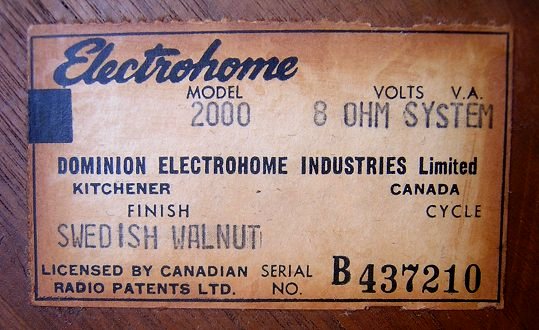 Electrohome
MODEL VOLTS V.A.
2000 8 OHM SYSTEM
DOMINION ELECTROHOME INDUSTRIES Limited
KITCHENER CANADA
FINISH CYCLE
SWEDISH WALNUT
LICENSED BY CANADIAN SERIAL B 437210
RADIO PATENTS LTD. NO.